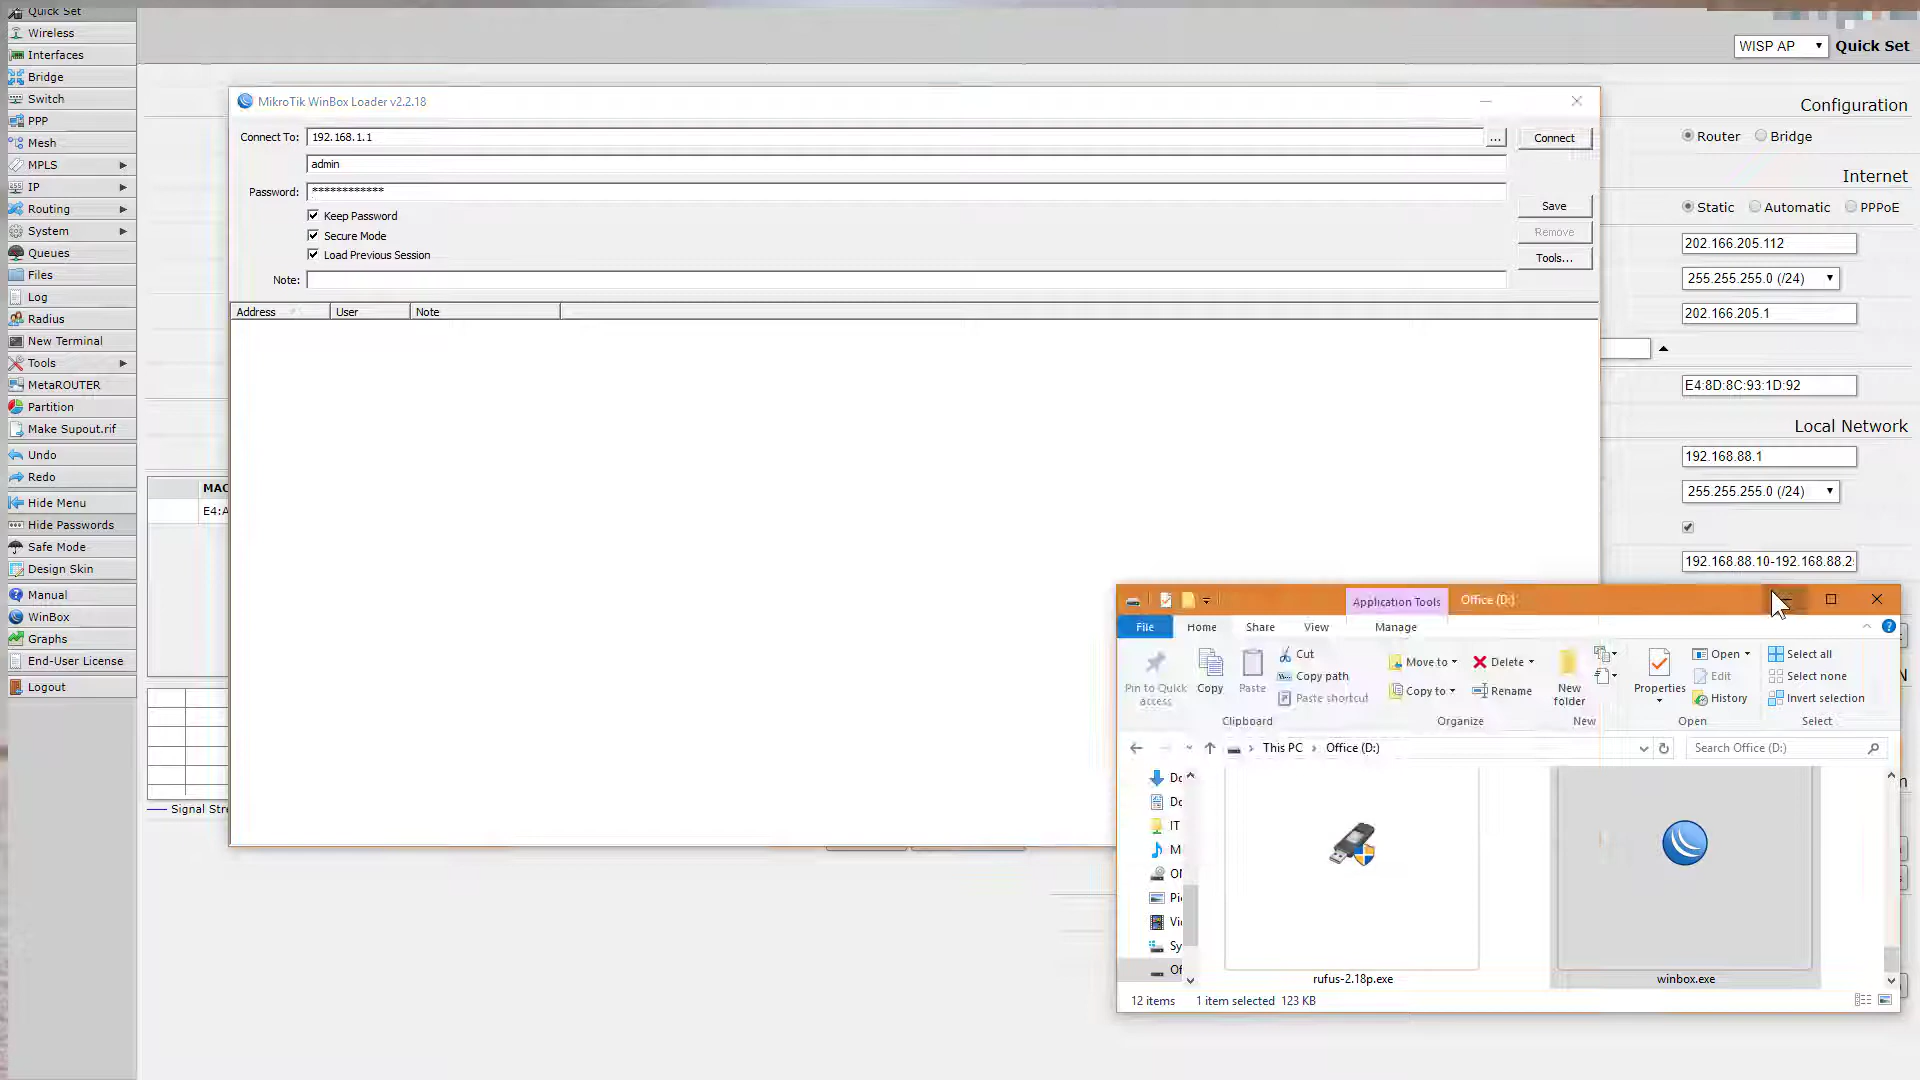 Quick Set
Wireless
Interfaces
Bridge
Switch
PPP
Mesh
MPLS
IP
Routing
System
Queues
Files
Log
Radius
New Terminal
Tools
MetaROUTER
Partition
Make Supout.rif
Undo
Redo
Hide Menu
Hide Passwords
Safe Mode
Design Skin
Manual
WinBox
Graphs
End-User License
Logout
WISP AP Quick Set
MikroTik WinBox Loader v2.2.18
Connect To: 192.168.1.1 ... Connect
admin
Password: ************
Keep Password
Secure Mode
Load Previous Session
Note:
Save
Remove
Tools...
Address User Note
MAC
E4:A
Signal Stre
Configuration
Router Bridge
Internet
Static Automatic PPPoE
202.166.205.112
255.255.255.0 (/24)
202.166.205.1
E4:8D:8C:93:1D:92
Local Network
192.168.88.1
255.255.255.0 (/24)
192.168.88.10-192.168.88.2
Application Tools Office (D:)
File Home Share View Manage
Pin to Quick access
Copy
Paste
Cut
Copy path
Paste shortcut
Clipboard
Move to
Copy to
Delete
Rename
Organize
New folder
New
Properties
Open
Edit
History
Open
Select all
Select none
Invert selection
Select
This PC Office (D:) Search Office (D:)
Do
Do
IT
M
Pi
Vi
Sy
Of
rufus-2.18p.exe
winbox.exe
12 items 1 item selected 123 KB